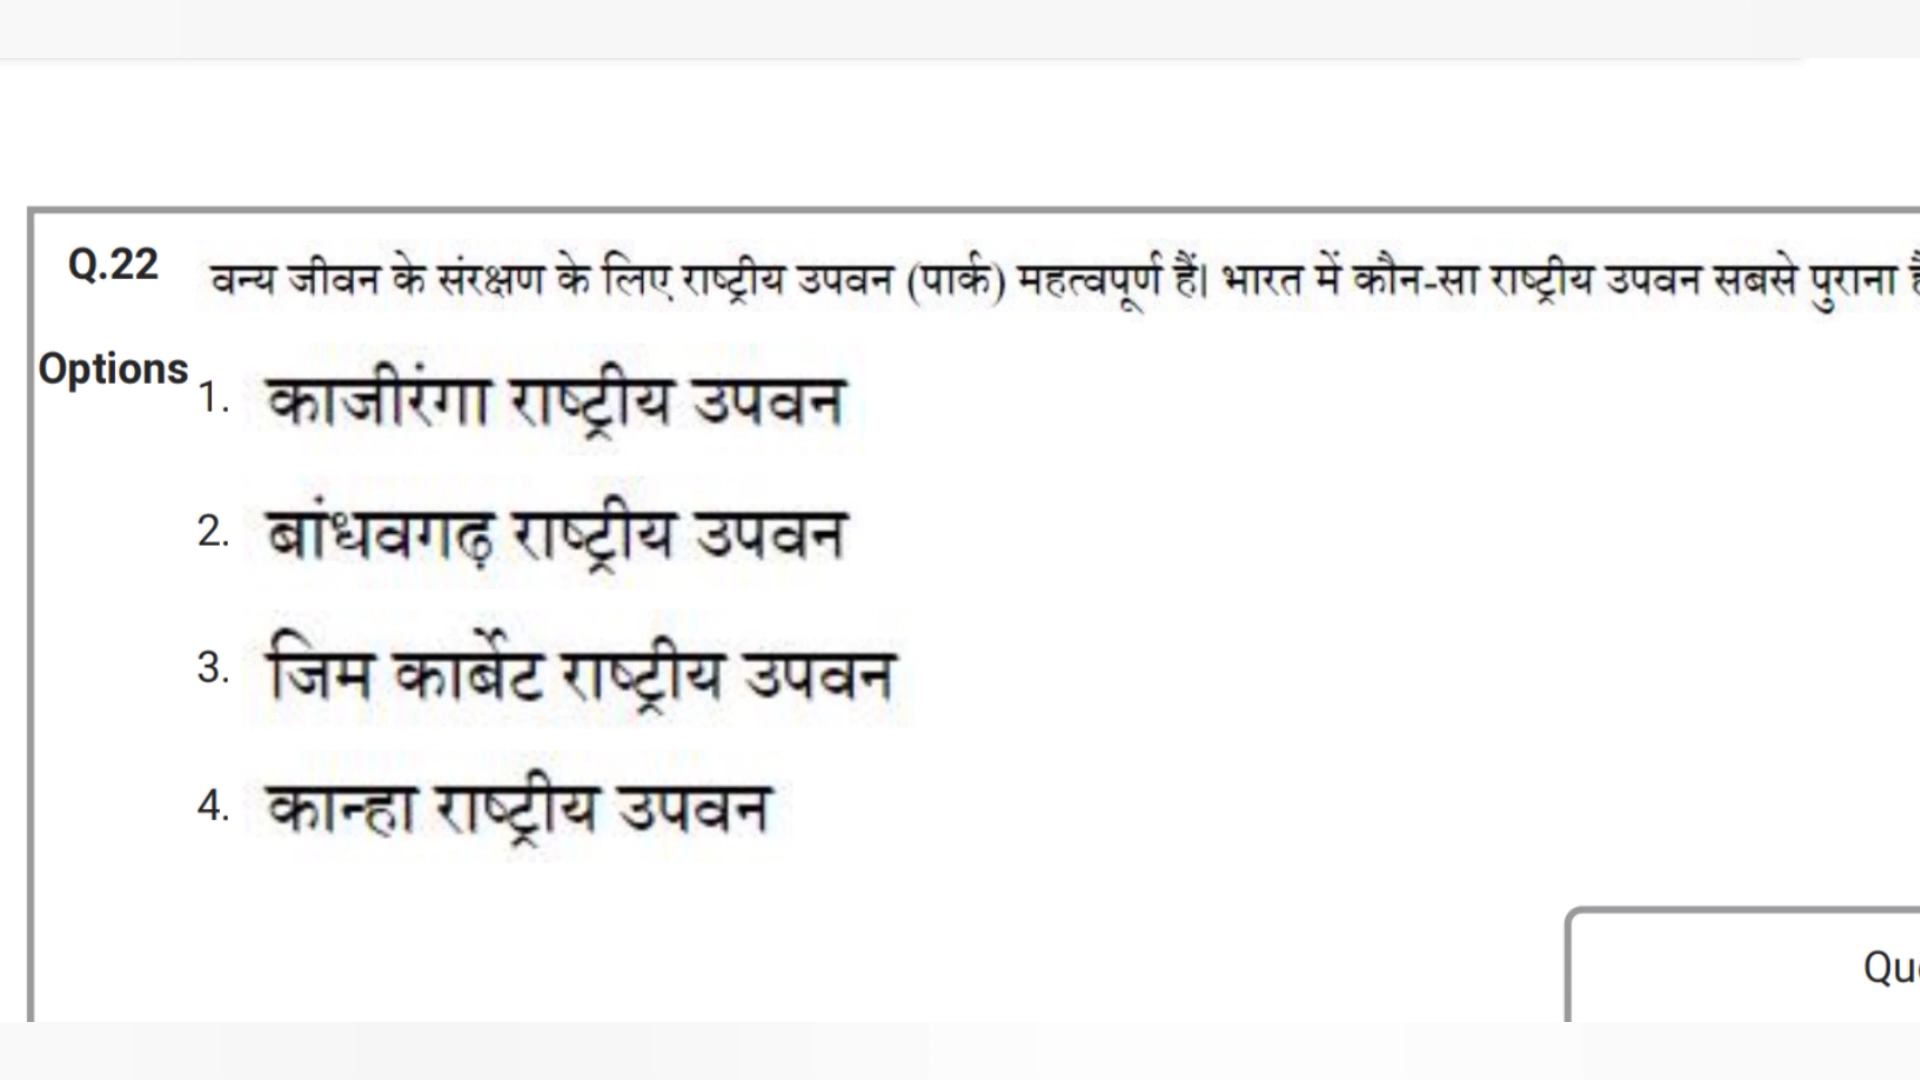 Q.22 वन्य जीवन के संरक्षण के लिए राष्ट्रीय उपवन (पार्क) महत्वपूर्ण हैं। भारत में कौन-सा राष्ट्रीय उपवन सबसे पुराना
Options 1. काजीरंगा राष्ट्रीय उपवन
2. बांधवगढ़ राष्ट्रीय उपवन
3. जिम कार्बेट राष्ट्रीय उपवन
4. कान्हा राष्ट्रीय उपवन